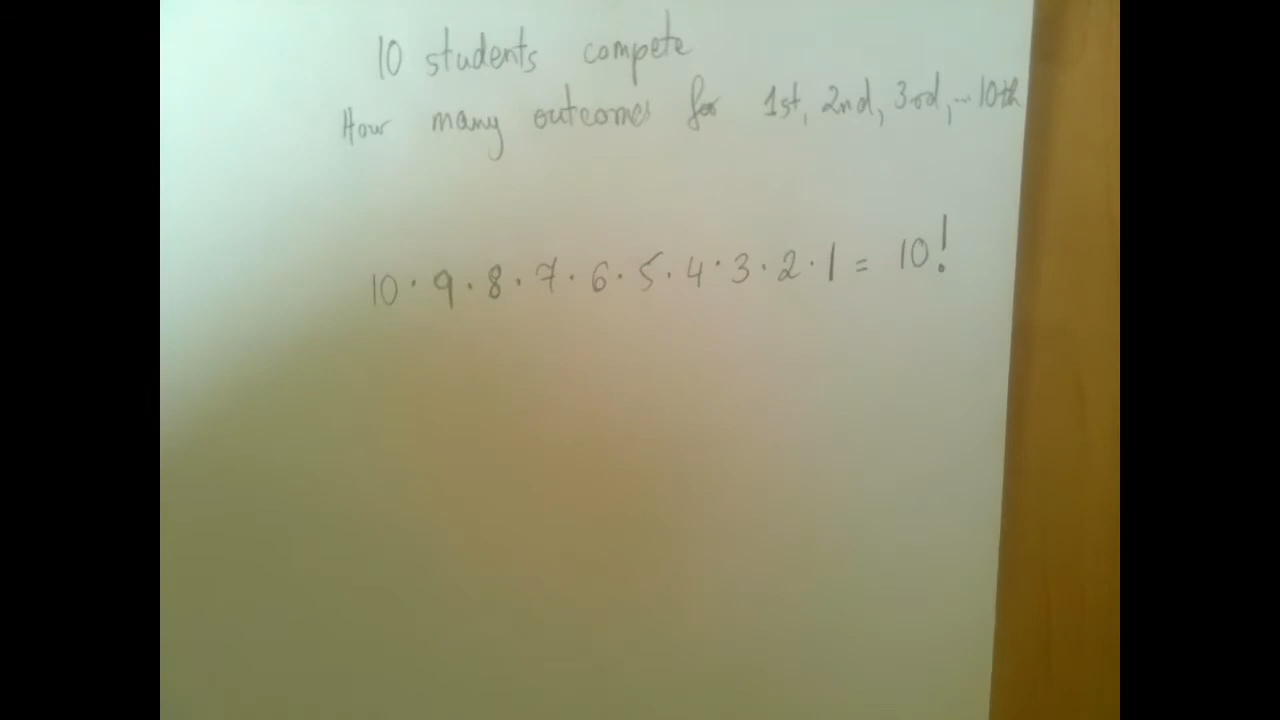 10 students compete
How many outcomes for 1st, 2nd, 3rd, ... 10th
10 · 9 · 8 · 7 · 6 · 5 · 4 · 3 · 2 · 1 = 10!